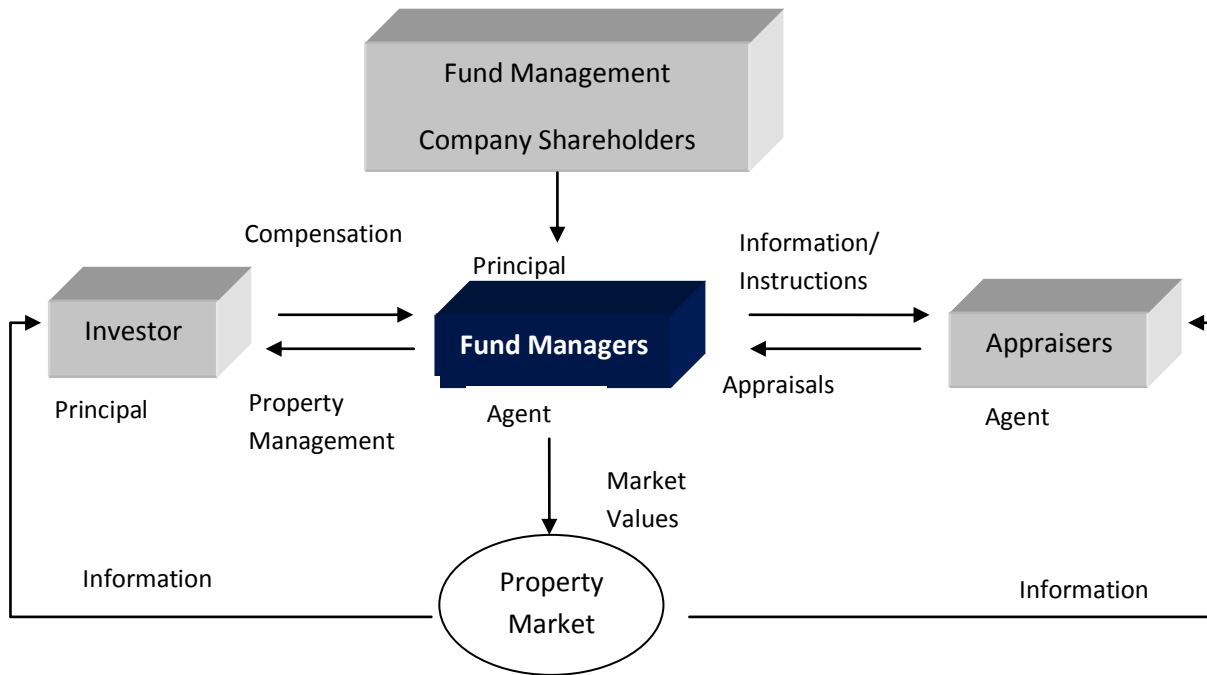 Fund Management
Company Shareholders
Compensation
Information/
Instructions
Principal
Investor
Fund Managers
Appraisers
Principal
Property
Management
Agent
Appraisals
Agent
Market
Values
Information
Property
Market
Information